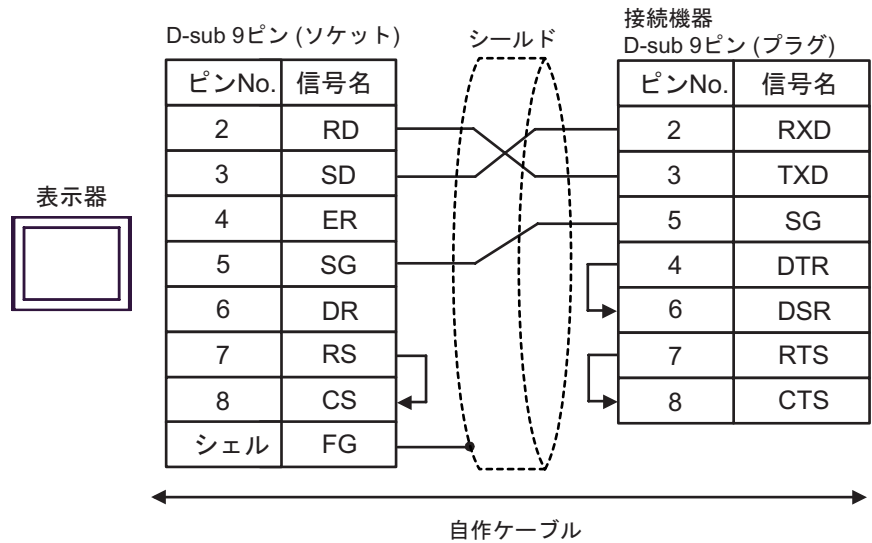 接続機器
D-sub 9ピン (ソケット)
シールド
D-sub 9ピン (プラグ)
表示器
ピンNo. 信号名
2 RD
3 SD
4 ER
5 SG
6 DR
7 RS
8 CS
シェル FG
ピンNo. 信号名
2 RXD
3 TXD
5 SG
4 DTR
6 DSR
7 RTS
8 CTS
自作ケーブル